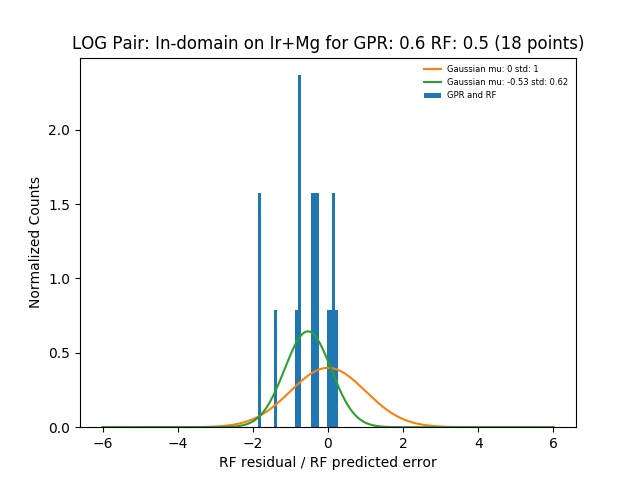 LOG Pair: In-domain on Ir+Mg for GPR: 0.6 RF: 0.5 (18 points)
Gaussian mu: 0 std: 1
Gaussian mu: -0.53 std: 0.62
GPR and RF
Normalized Counts
2.0
1.5
1.0
0.5
0.0
−6 −4 −2 0 2 4 6
RF residual / RF predicted error